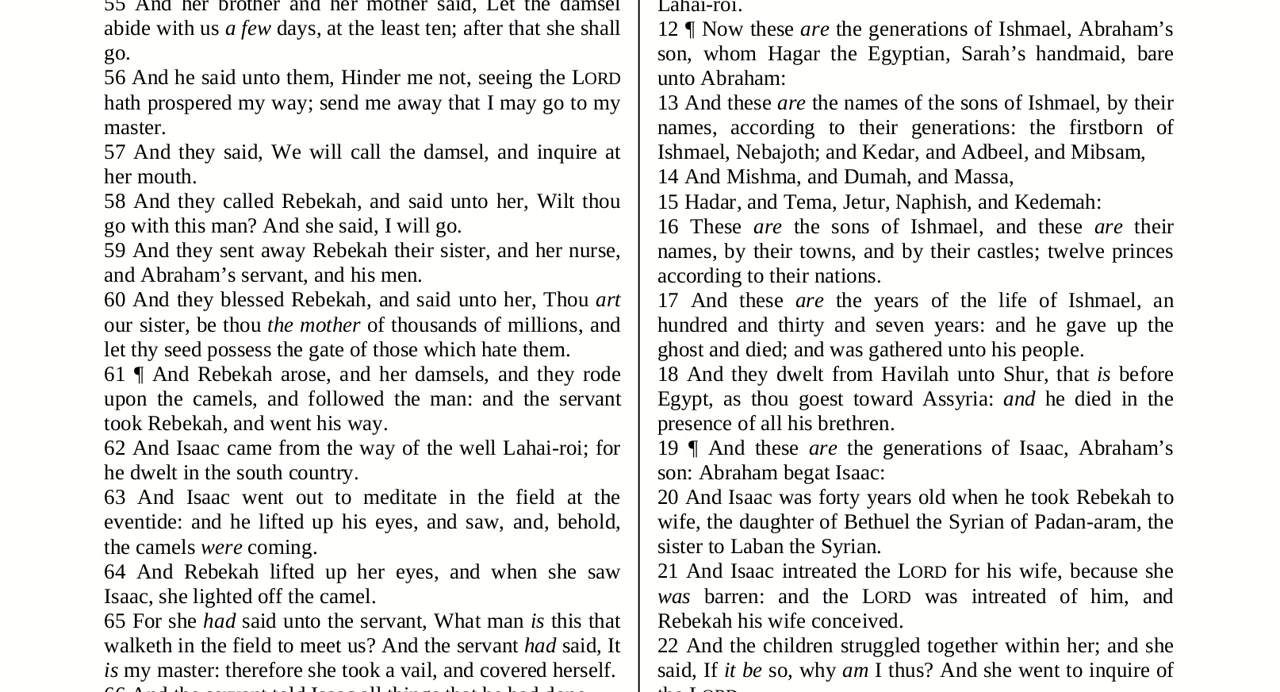 55 And her brother and her mother said, Let the damsel
abide with us a few days, at the least ten; after that she shall
go.
56 And he said unto them, Hinder me not, seeing the LORD
hath prospered my way; send me away that I may go to my
master.
57 And they said, We will call the damsel, and inquire at
her mouth.
58 And they called Rebekah, and said unto her, Wilt thou
go with this man? And she said, I will go.
59 And they sent away Rebekah their sister, and her nurse,
and Abraham’s servant, and his men.
60 And they blessed Rebekah, and said unto her, Thou art
our sister, be thou the mother of thousands of millions, and
let thy seed possess the gate of those which hate them.
61 ¶ And Rebekah arose, and her damsels, and they rode
upon the camels, and followed the man: and the servant
took Rebekah, and went his way.
62 And Isaac came from the way of the well Lahai-roi; for
he dwelt in the south country.
63 And Isaac went out to meditate in the field at the
eventide: and he lifted up his eyes, and saw, and, behold,
the camels were coming.
64 And Rebekah lifted up her eyes, and when she saw
Isaac, she lighted off the camel.
65 For she had said unto the servant, What man is this that
walketh in the field to meet us? And the servant had said, It
is my master: therefore she took a vail, and covered herself.
66 And the servant told Isaac all things that he had done.
Lahai-roi.
12 ¶ Now these are the generations of Ishmael, Abraham’s
son, whom Hagar the Egyptian, Sarah’s handmaid, bare
unto Abraham:
13 And these are the names of the sons of Ishmael, by their
names, according to their generations: the firstborn of
Ishmael, Nebajoth; and Kedar, and Adbeel, and Mibsam,
14 And Mishma, and Dumah, and Massa,
15 Hadar, and Tema, Jetur, Naphish, and Kedemah:
16 These are the sons of Ishmael, and these are their
names, by their towns, and by their castles; twelve princes
according to their nations.
17 And these are the years of the life of Ishmael, an
hundred and thirty and seven years: and he gave up the
ghost and died; and was gathered unto his people.
18 And they dwelt from Havilah unto Shur, that is before
Egypt, as thou goest toward Assyria: and he died in the
presence of all his brethren.
19 ¶ And these are the generations of Isaac, Abraham’s
son: Abraham begat Isaac:
20 And Isaac was forty years old when he took Rebekah to
wife, the daughter of Bethuel the Syrian of Padan-aram, the
sister to Laban the Syrian.
21 And Isaac intreated the LORD for his wife, because she
was barren: and the LORD was intreated of him, and
Rebekah his wife conceived.
22 And the children struggled together within her; and she
said, If it be so, why am I thus? And she went to inquire of
the LORD.